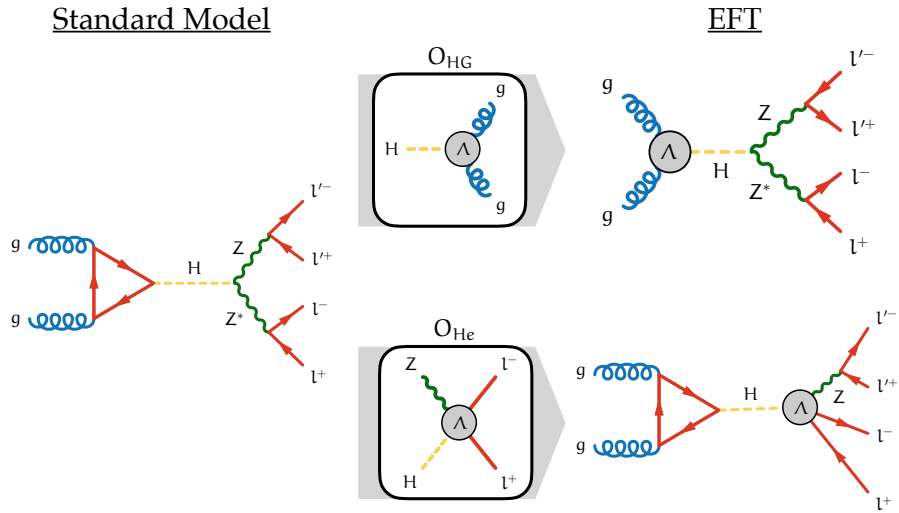 Standard Model
EFT
O_HG
g
H
Λ
g
g
g
Λ
H
Z
Z*
l′−
l′+
l−
l+
g
g
H
Z
Z*
l′−
l′+
l−
l+
O_He
Z
l−
Λ
H
l+
g
g
H
Λ
Z
l′−
l′+
l−
l+